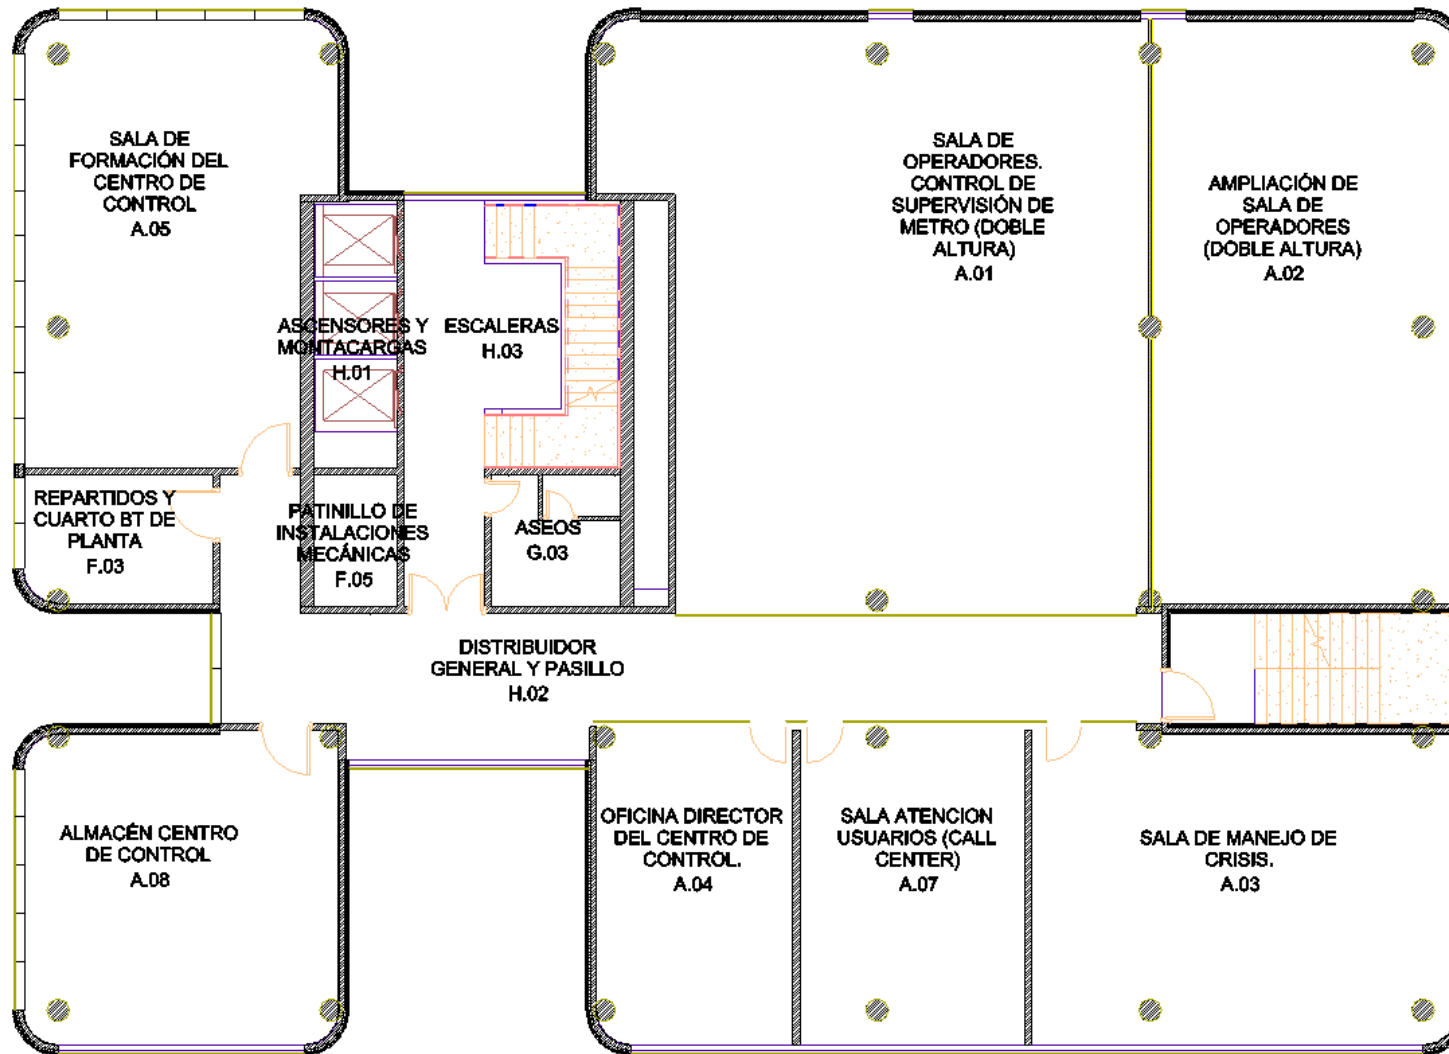 SALA DE
FORMACIÓN DEL
CENTRO DE
CONTROL
A.05
SALA DE
OPERADORES.
CONTROL DE
SUPERVISIÓN DE
METRO (DOBLE
ALTURA)
A.01
AMPLIACIÓN DE
SALA DE
OPERADORES
(DOBLE ALTURA)
A.02
ASCENSORES Y
MONTACARGAS
H.01
ESCALERAS
H.03
REPARTIDOS Y
CUARTO BT DE
PLANTA
F.03
PATINILLO DE
INSTALACIONES
MECÁNICAS
F.05
ASEOS
G.03
DISTRIBUIDOR
GENERAL Y PASILLO
H.02
ALMACÉN CENTRO
DE CONTROL
A.08
OFICINA DIRECTOR
DEL CENTRO DE
CONTROL.
A.04
SALA ATENCION
USUARIOS (CALL
CENTER)
A.07
SALA DE MANEJO DE
CRISIS.
A.03